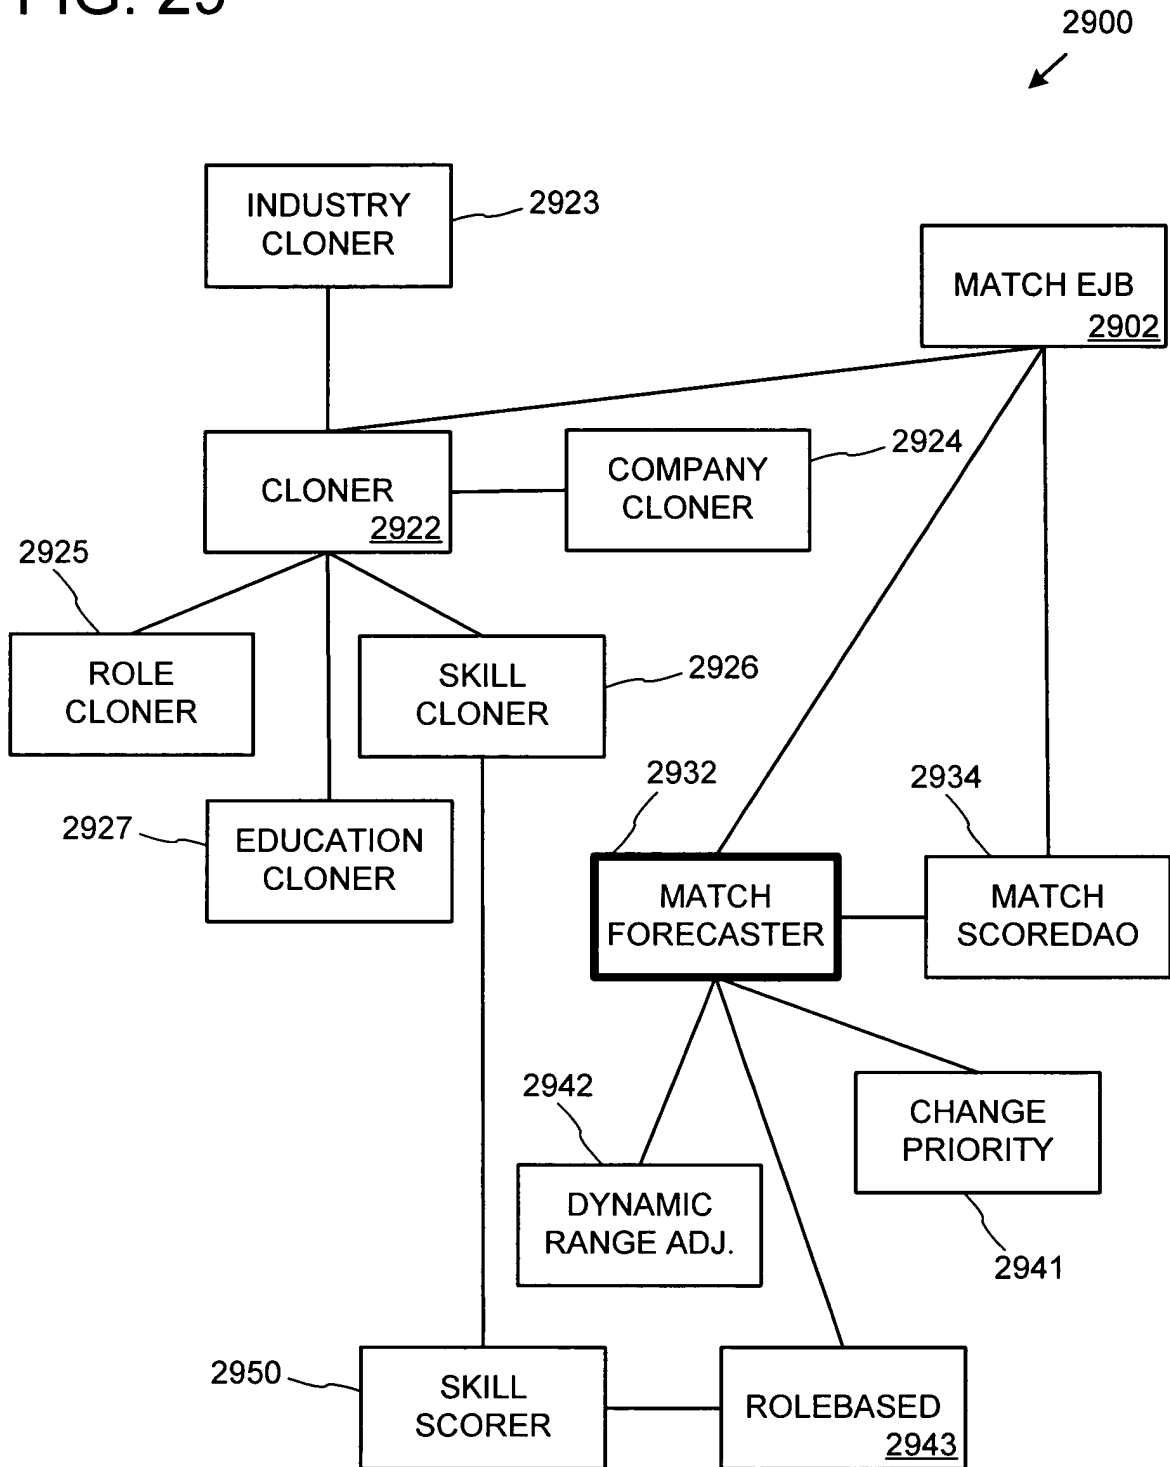 FIG. 29
2900
INDUSTRY
CLONER
2923
MATCH EJB
2902
CLONER
2922
COMPANY
CLONER
2924
2925
ROLE
CLONER
SKILL
CLONER
2926
2927
EDUCATION
CLONER
2932
MATCH
FORECASTER
2934
MATCH
SCOREDAO
2942
DYNAMIC
RANGE ADJ.
CHANGE
PRIORITY
2941
2950
SKILL
SCORER
ROLEBASED
2943